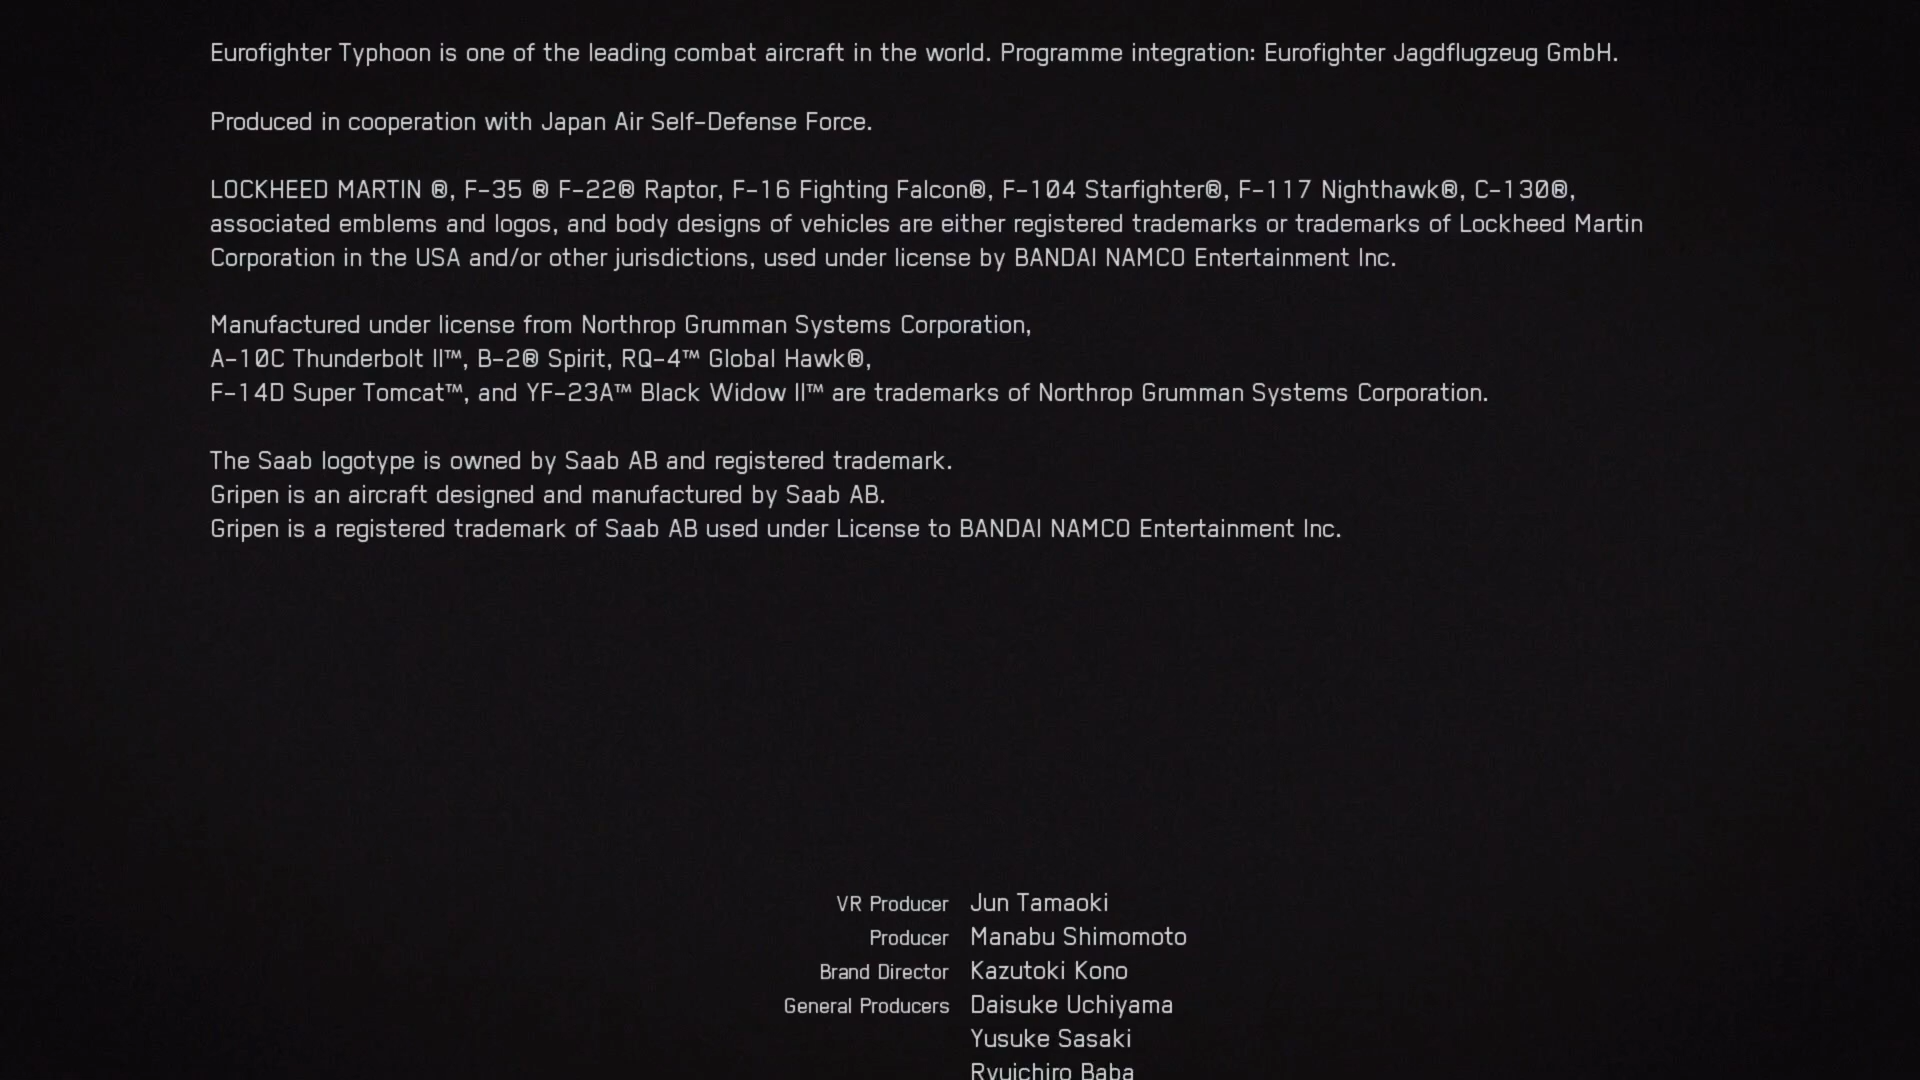 Eurofighter Typhoon is one of the leading combat aircraft in the world. Programme integration: Eurofighter Jagdflugzeug GmbH.
Produced in cooperation with Japan Air Self-Defense Force.
LOCKHEED MARTIN ®, F-35 ® F-22® Raptor, F-16 Fighting Falcon®, F-104 Starfighter®, F-117 Nighthawk®, C-130®,
associated emblems and logos, and body designs of vehicles are either registered trademarks or trademarks of Lockheed Martin
Corporation in the USA and/or other jurisdictions, used under license by BANDAI NAMCO Entertainment Inc.
Manufactured under license from Northrop Grumman Systems Corporation,
A-10C Thunderbolt II™, B-2® Spirit, RQ-4™ Global Hawk®,
F-14D Super Tomcat™, and YF-23A™ Black Widow II™ are trademarks of Northrop Grumman Systems Corporation.
The Saab logotype is owned by Saab AB and registered trademark.
Gripen is an aircraft designed and manufactured by Saab AB.
Gripen is a registered trademark of Saab AB used under License to BANDAI NAMCO Entertainment Inc.
VR Producer Jun Tamaoki
Producer Manabu Shimomoto
Brand Director Kazutoki Kono
General Producers Daisuke Uchiyama
Yusuke Sasaki
Ryuichiro Baba